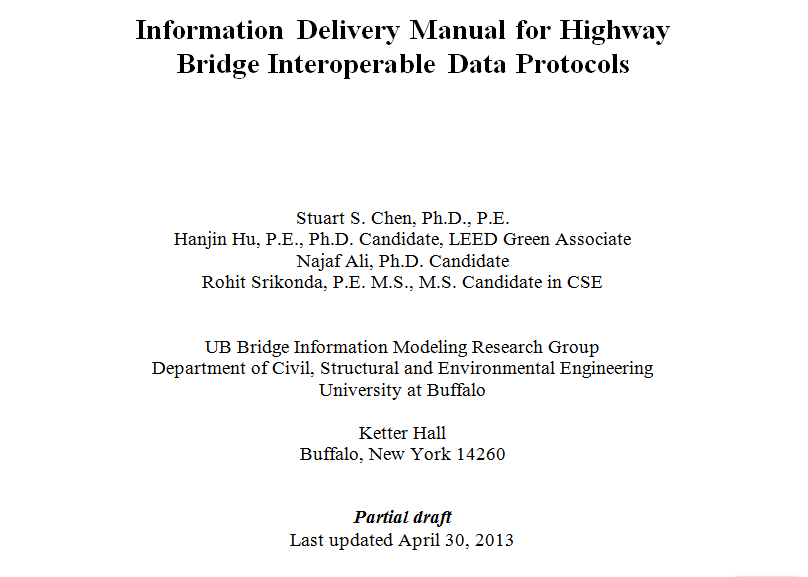 Information Delivery Manual for Highway
Bridge Interoperable Data Protocols
Stuart S. Chen, Ph.D., P.E.
Hanjin Hu, P.E., Ph.D. Candidate, LEED Green Associate
Najaf Ali, Ph.D. Candidate
Rohit Srikonda, P.E. M.S., M.S. Candidate in CSE
UB Bridge Information Modeling Research Group
Department of Civil, Structural and Environmental Engineering
University at Buffalo
Ketter Hall
Buffalo, New York 14260
Partial draft
Last updated April 30, 2013